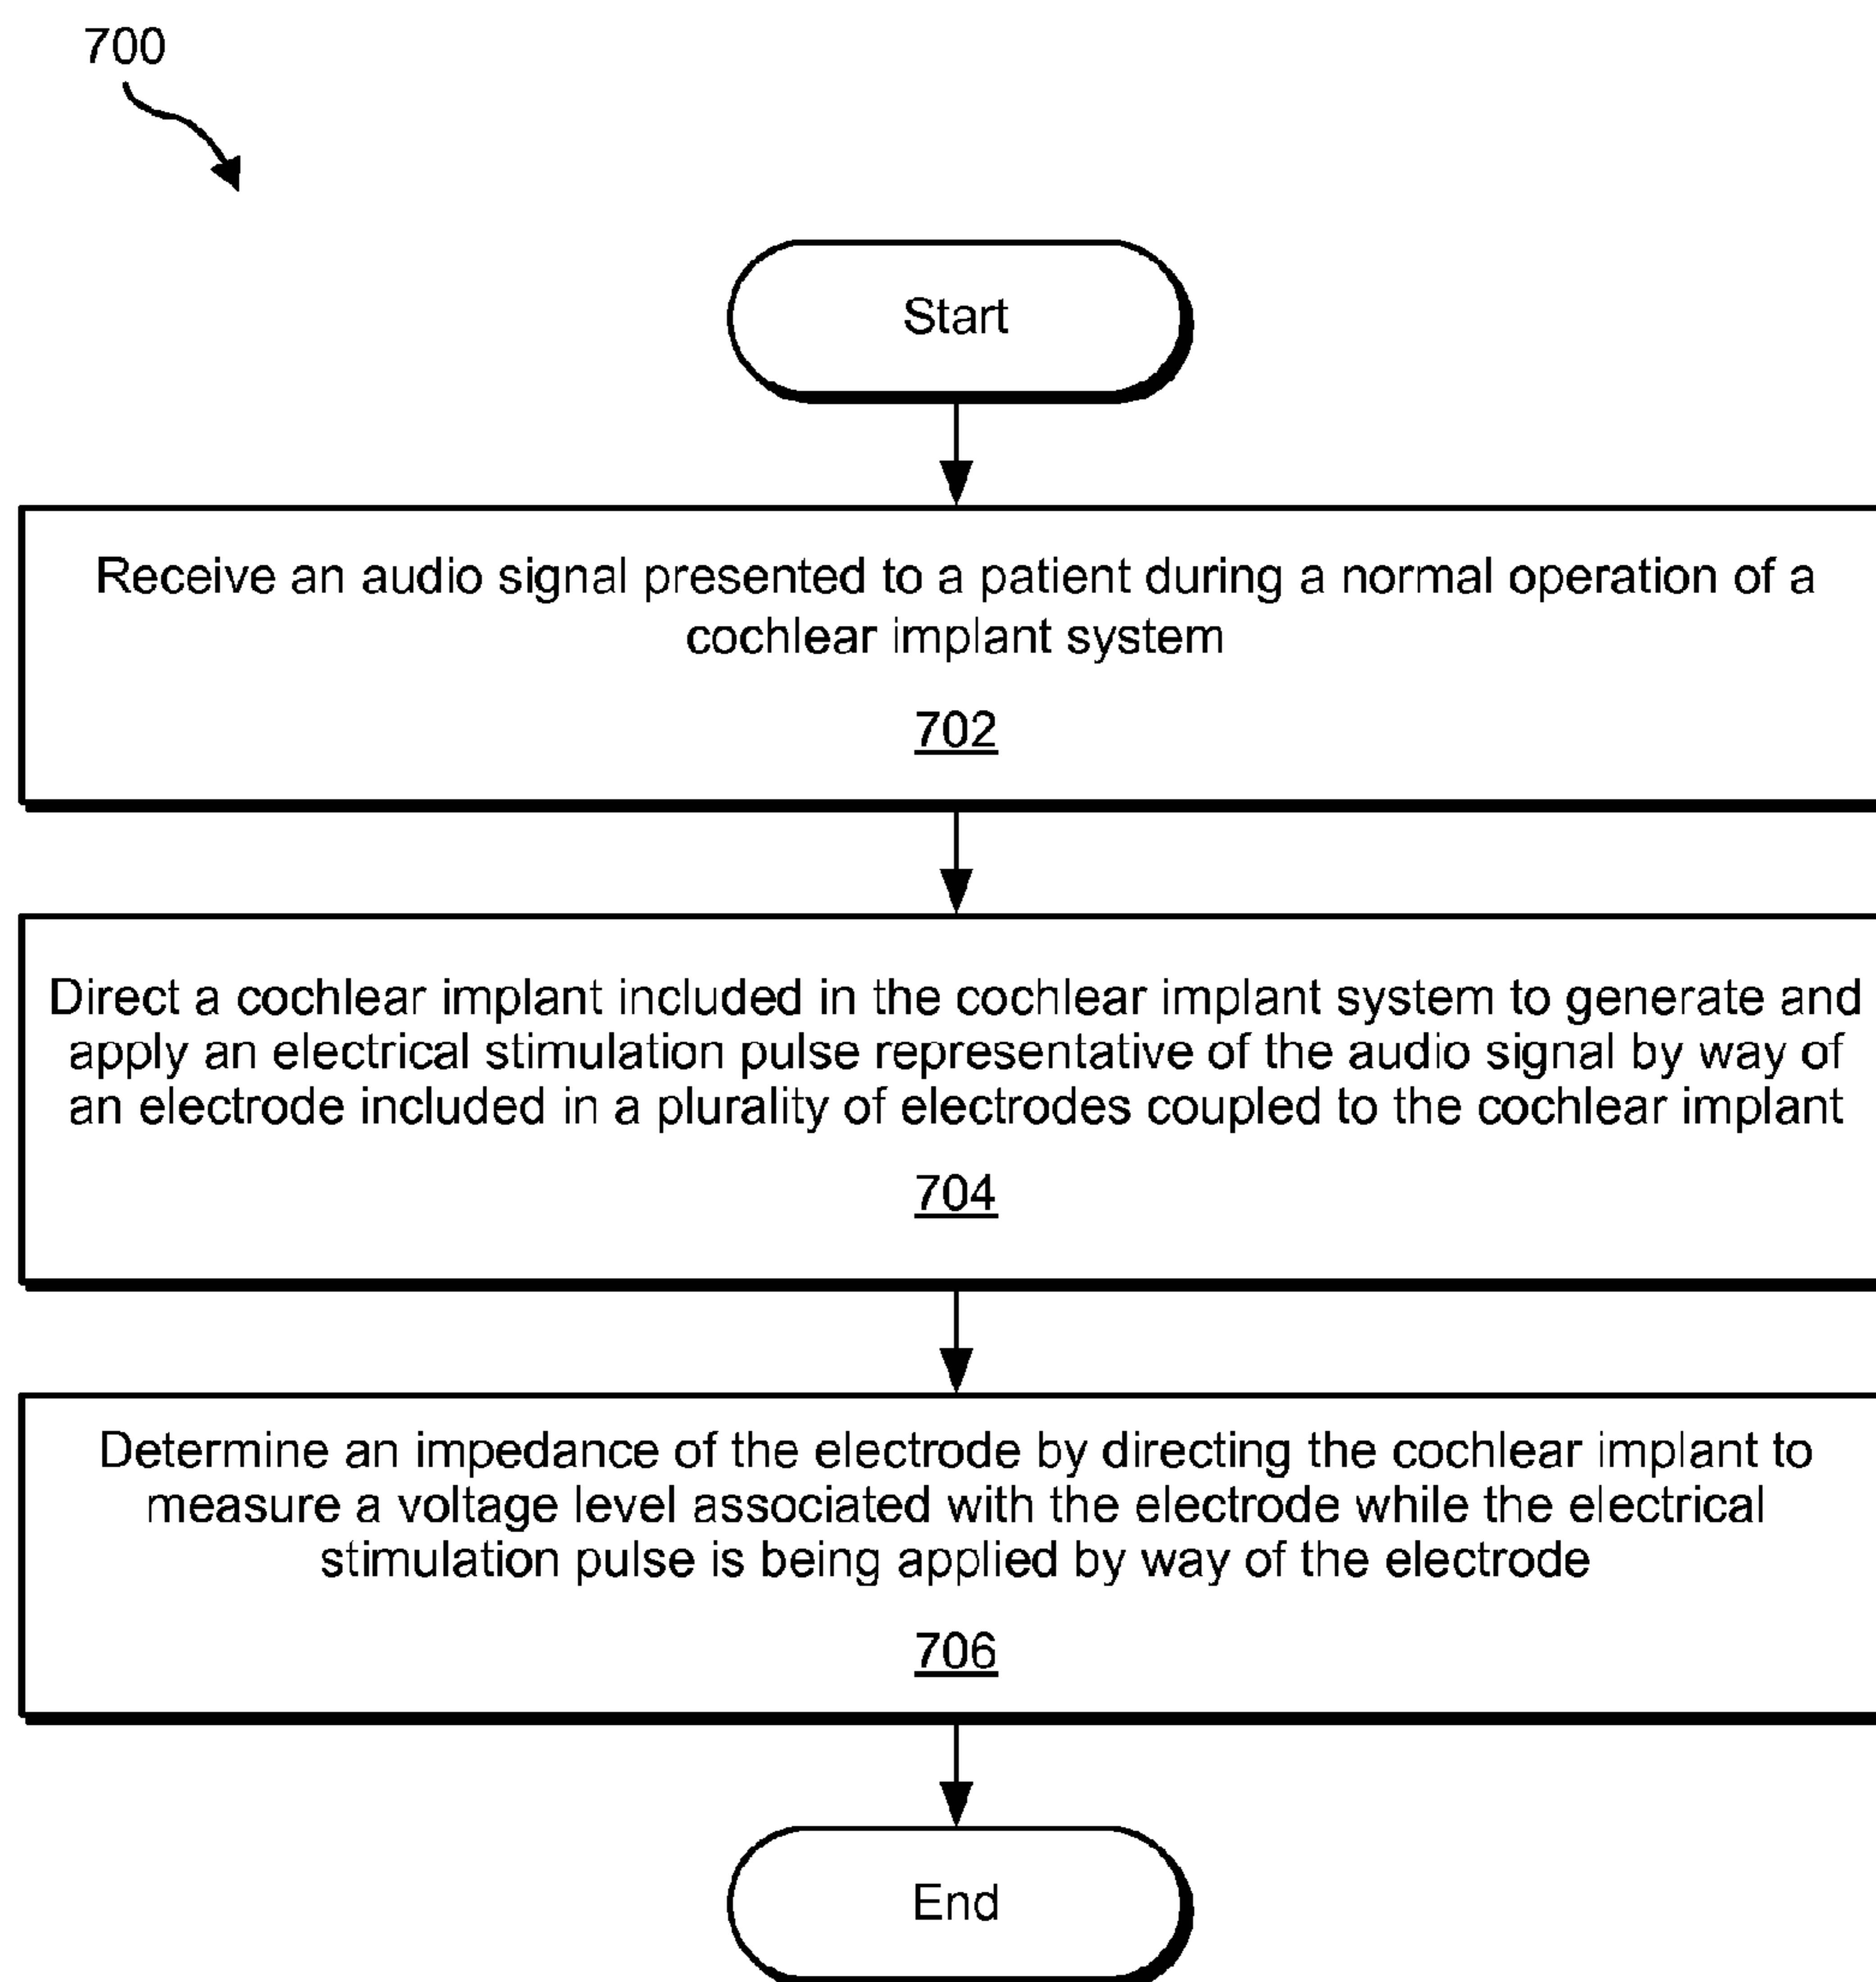 700
Start
Receive an audio signal presented to a patient during a normal operation of a
cochlear implant system
702
Direct a cochlear implant included in the cochlear implant system to generate and
apply an electrical stimulation pulse representative of the audio signal by way of
an electrode included in a plurality of electrodes coupled to the cochlear implant
704
Determine an impedance of the electrode by directing the cochlear implant to
measure a voltage level associated with the electrode while the electrical
stimulation pulse is being applied by way of the electrode
706
End